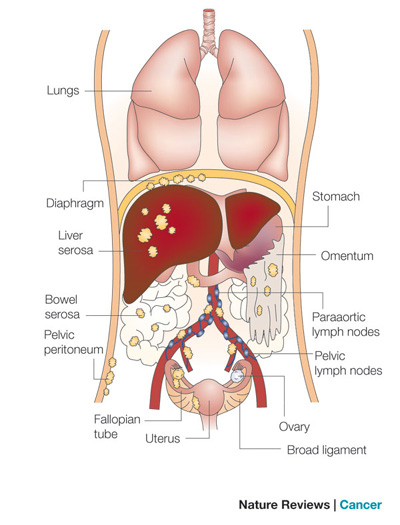 Lungs
Diaphragm
Liver
serosa
Bowel
serosa
Pelvic
peritoneum
Fallopian
tube
Uterus
Stomach
Omentum
Paraaortic
lymph nodes
Pelvic
lymph nodes
Ovary
Broad ligament
Nature Reviews | Cancer